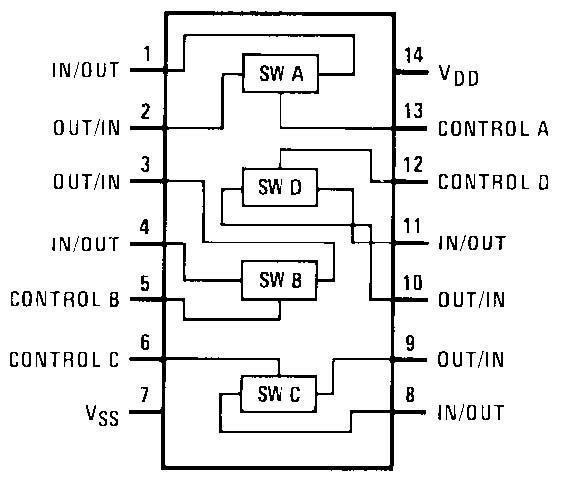 1
IN/OUT
2
OUT/IN
3
OUT/IN
4
IN/OUT
5
CONTROL B
6
CONTROL C
7
VSS
SW A
SW D
SW B
SW C
14
VDD
13
CONTROL A
12
CONTROL D
11
IN/OUT
10
OUT/IN
9
OUT/IN
8
IN/OUT